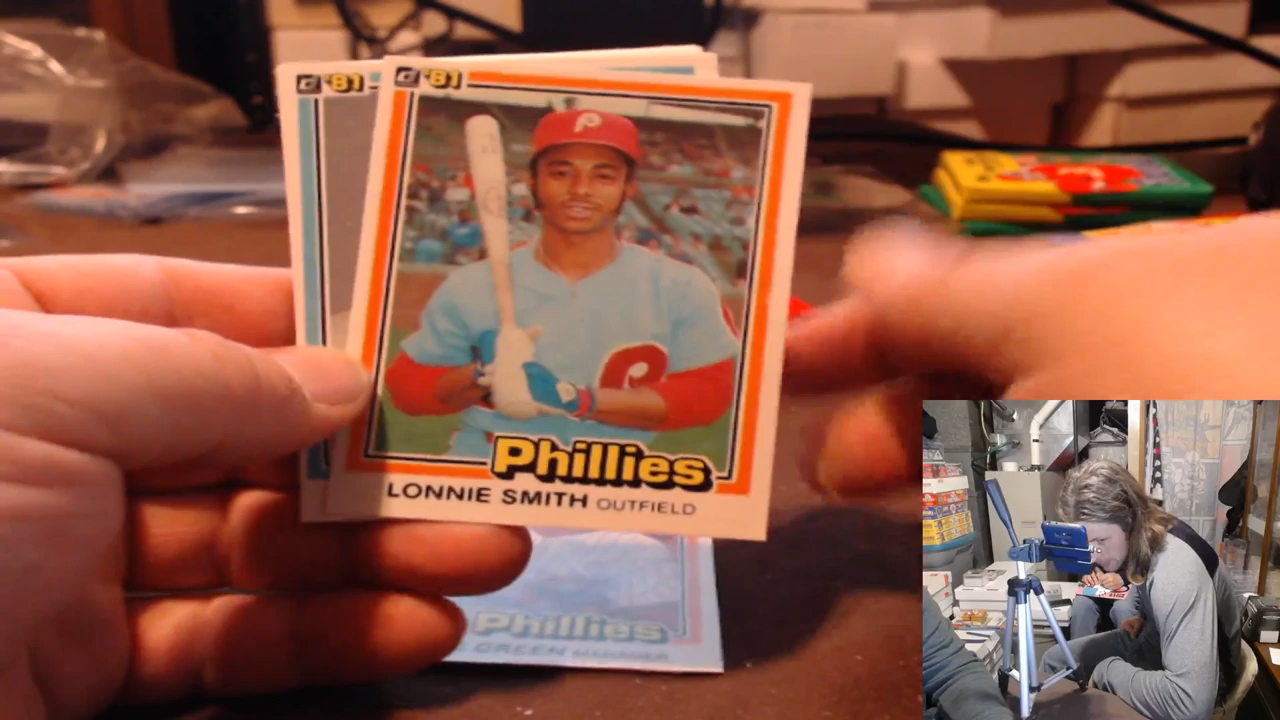 '81
'81
P
P
Phillies
LONNIE SMITH OUTFIELD
Phillies
GREEN MANAGER